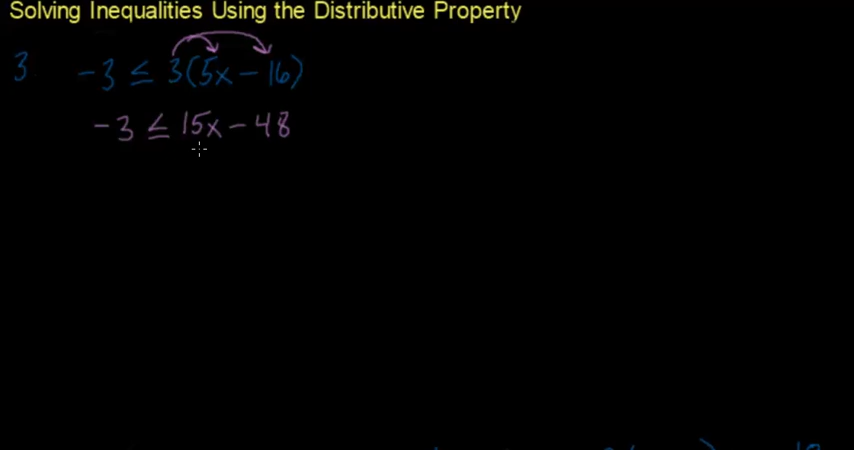 Solving Inequalities Using the Distributive Property
3 -3 ≤ 3(5x - 16)
-3 ≤ 15x - 48